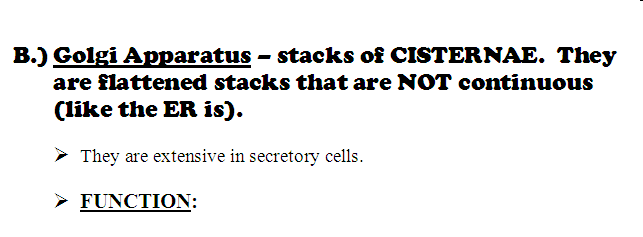 B.) Golgi Apparatus – stacks of CISTERNAE. They
are flattened stacks that are NOT continuous
(like the ER is).
➢ They are extensive in secretory cells.
➢ FUNCTION: